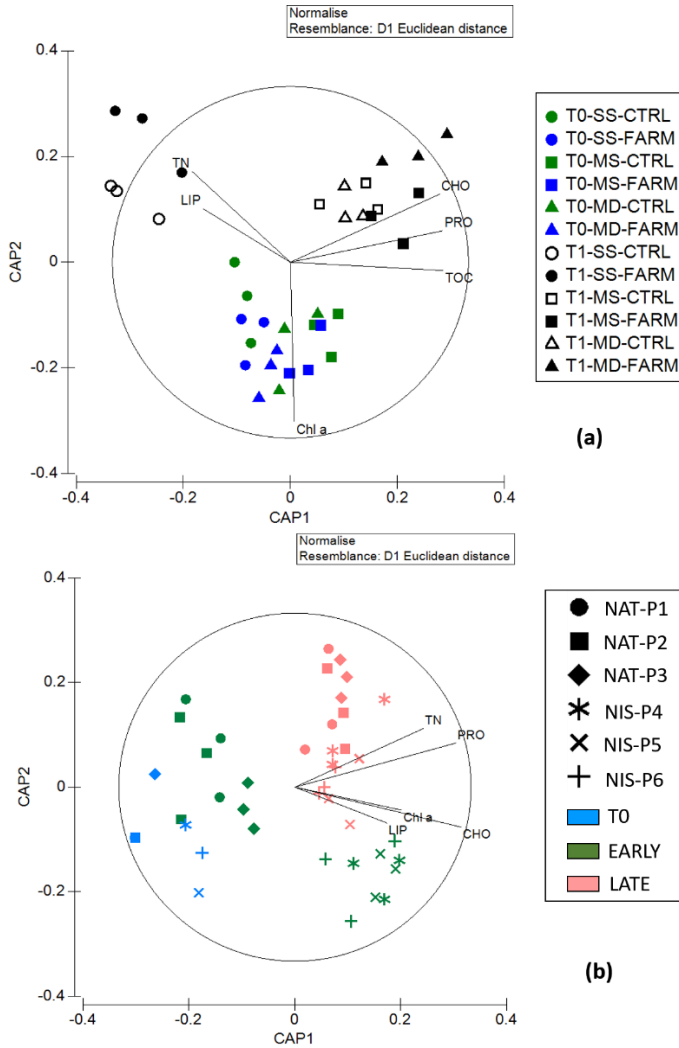 Normalise
Resemblance: D1 Euclidean distance
0.4
0.2
0
-0.2
-0.4
CAP2
TN
LIP
CHO
PRO
TOC
Chl a
-0.4
-0.2
0
0.2
0.4
CAP1
T0-SS-CTRL
T0-SS-FARM
T0-MS-CTRL
T0-MS-FARM
T0-MD-CTRL
T0-MD-FARM
T1-SS-CTRL
T1-SS-FARM
T1-MS-CTRL
T1-MS-FARM
T1-MD-CTRL
T1-MD-FARM
(a)
Normalise
Resemblance: D1 Euclidean distance
0.4
0.2
0
-0.2
-0.4
CAP2
TN
PRO
Chl a
LIP
CHO
-0.4
-0.2
0
0.2
0.4
CAP1
NAT-P1
NAT-P2
NAT-P3
NIS-P4
NIS-P5
NIS-P6
T0
EARLY
LATE
(b)